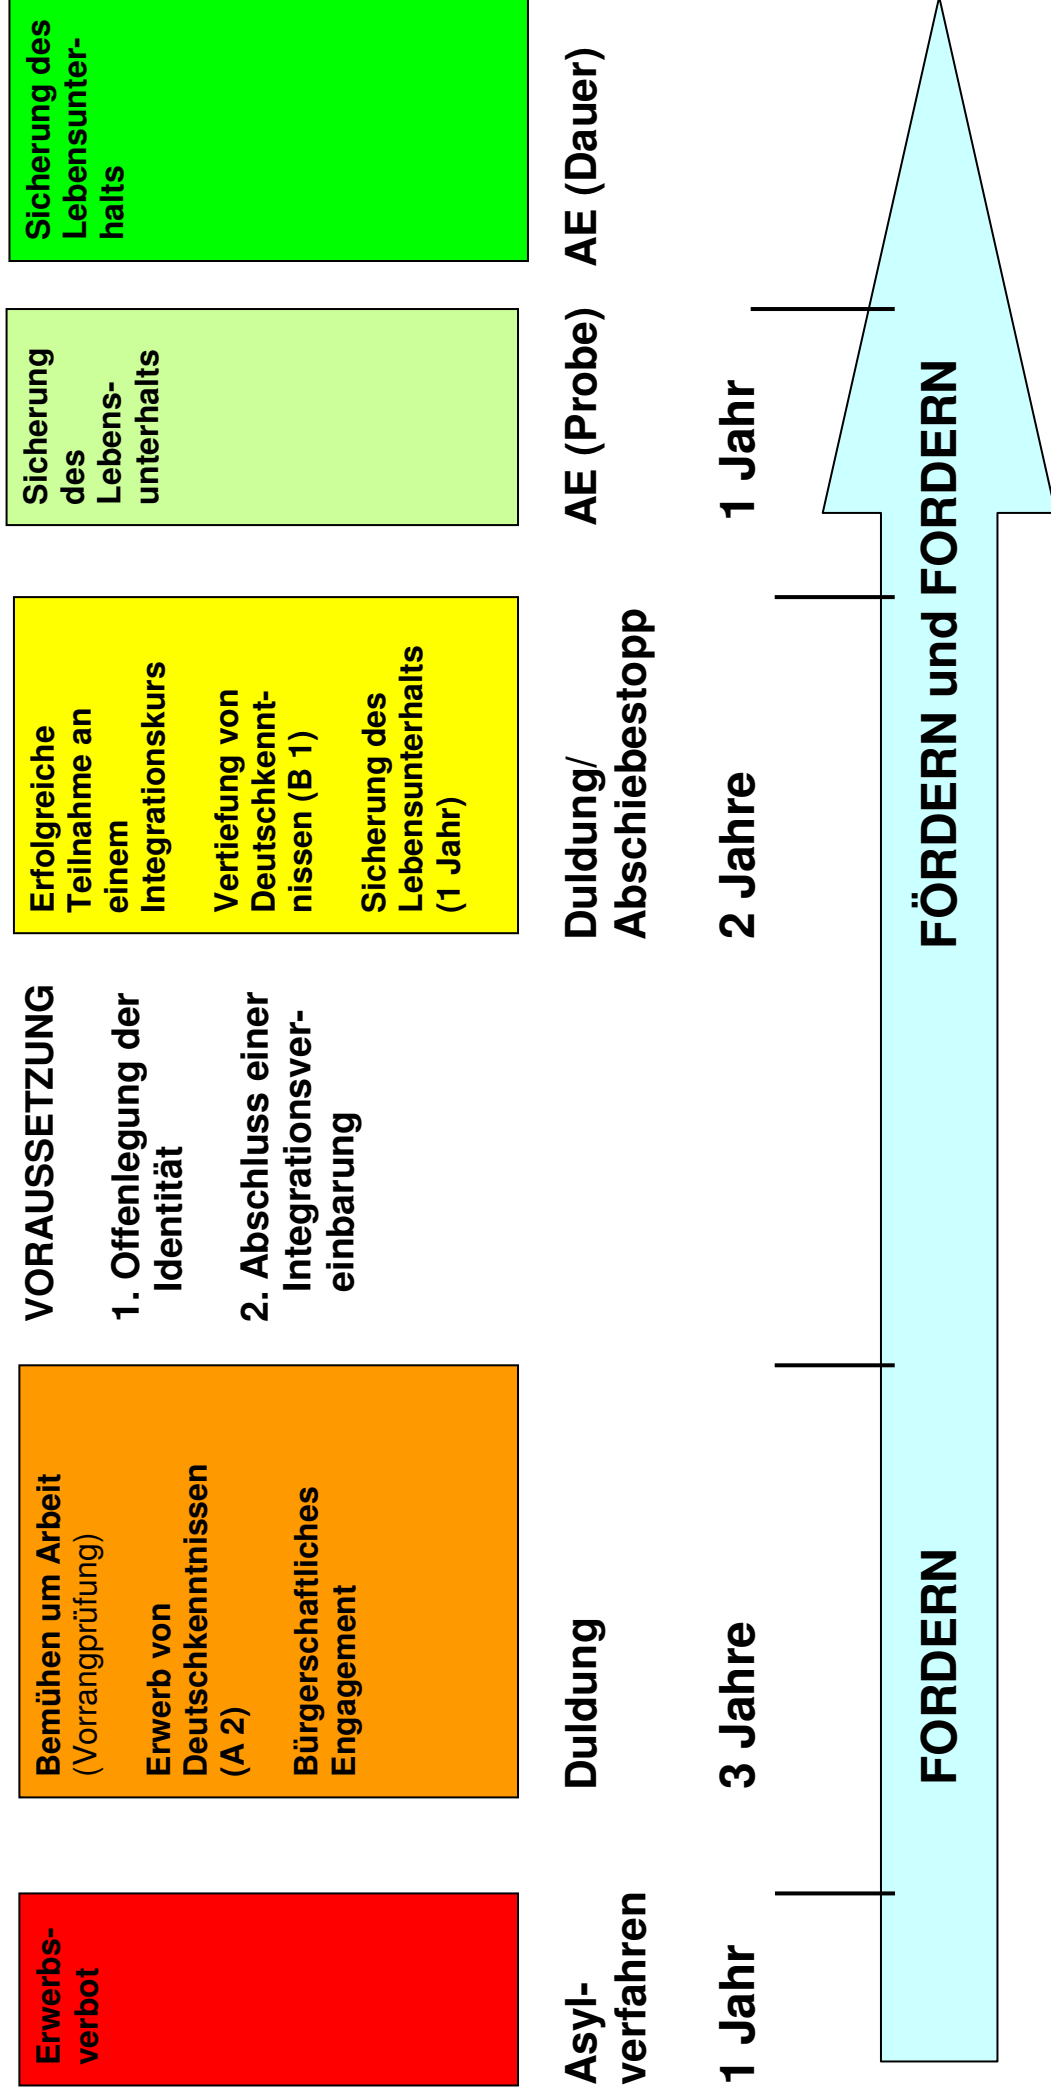 Erwerbs-
verbot
Bemühen um Arbeit
(Vorrangprüfung)
Erwerb von
Deutschkenntnissen
(A 2)
Bürgerschaftliches
Engagement
VORAUSSETZUNG
1. Offenlegung der
Identität
2. Abschluss einer
Integrationsver-
einbarung
Erfolgreiche
Teilnahme an
einem
Integrationskurs
Vertiefung von
Deutschkennt-
nissen (B 1)
Sicherung des
Lebensunterhalts
(1 Jahr)
Sicherung
des
Lebens-
unterhalts
Sicherung des
Lebensunter-
halts
Asyl-
verfahren
Duldung
Duldung/
Abschiebestopp
AE (Probe)
AE (Dauer)
1 Jahr
3 Jahre
2 Jahre
1 Jahr
FORDERN
FÖRDERN und FORDERN